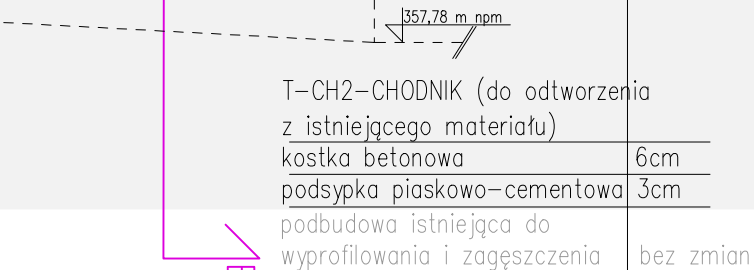 357,78 m npm
T-CH2-CHODNIK (do odtworzenia
z istniejącego materiału)
kostka betonowa 6cm
podsypka piaskowo-cementowa 3cm
podbudowa istniejąca do
wyprofilowania i zagęszczenia bez zmian